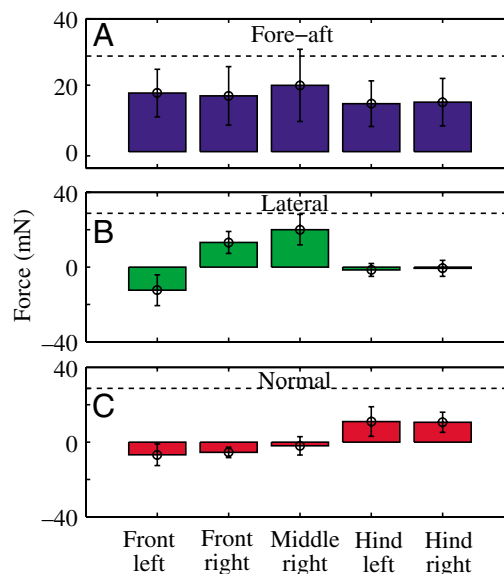 A
Fore−aft
40
20
0
B
Lateral
40
0
−40
Force (mN)
C
Normal
40
0
−40
Front left
Front right
Middle right
Hind left
Hind right